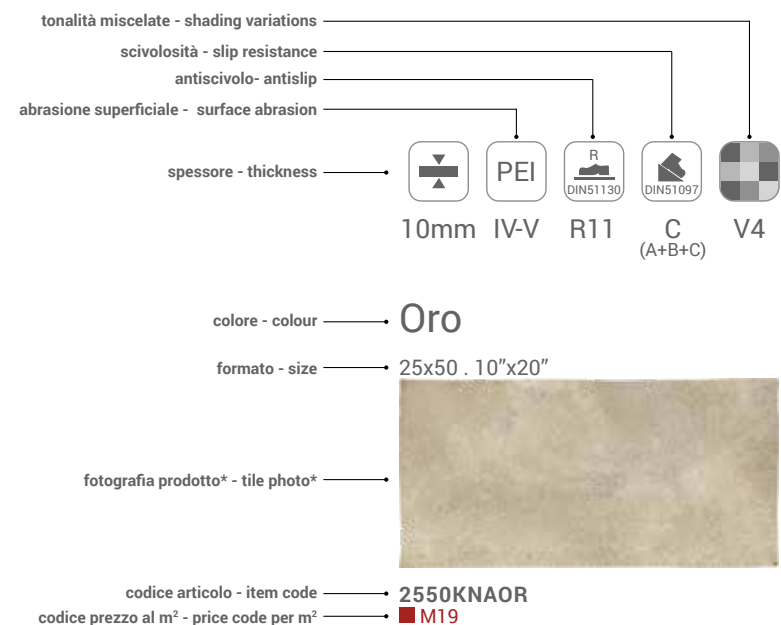 tonalità miscelate - shading variations
scivolosità - slip resistance
antiscivolo- antislip
abrasione superficiale -  surface abrasion
spessore - thickness
PEI
R
DIN51130
DIN51097
10mm IV-V R11 C V4
(A+B+C)
colore - colour
Oro
formato - size
25x50 . 10”x20”
fotografia prodotto* - tile photo*
codice articolo - item code
2550KNAOR
codice prezzo al m² - price code per m²
M19